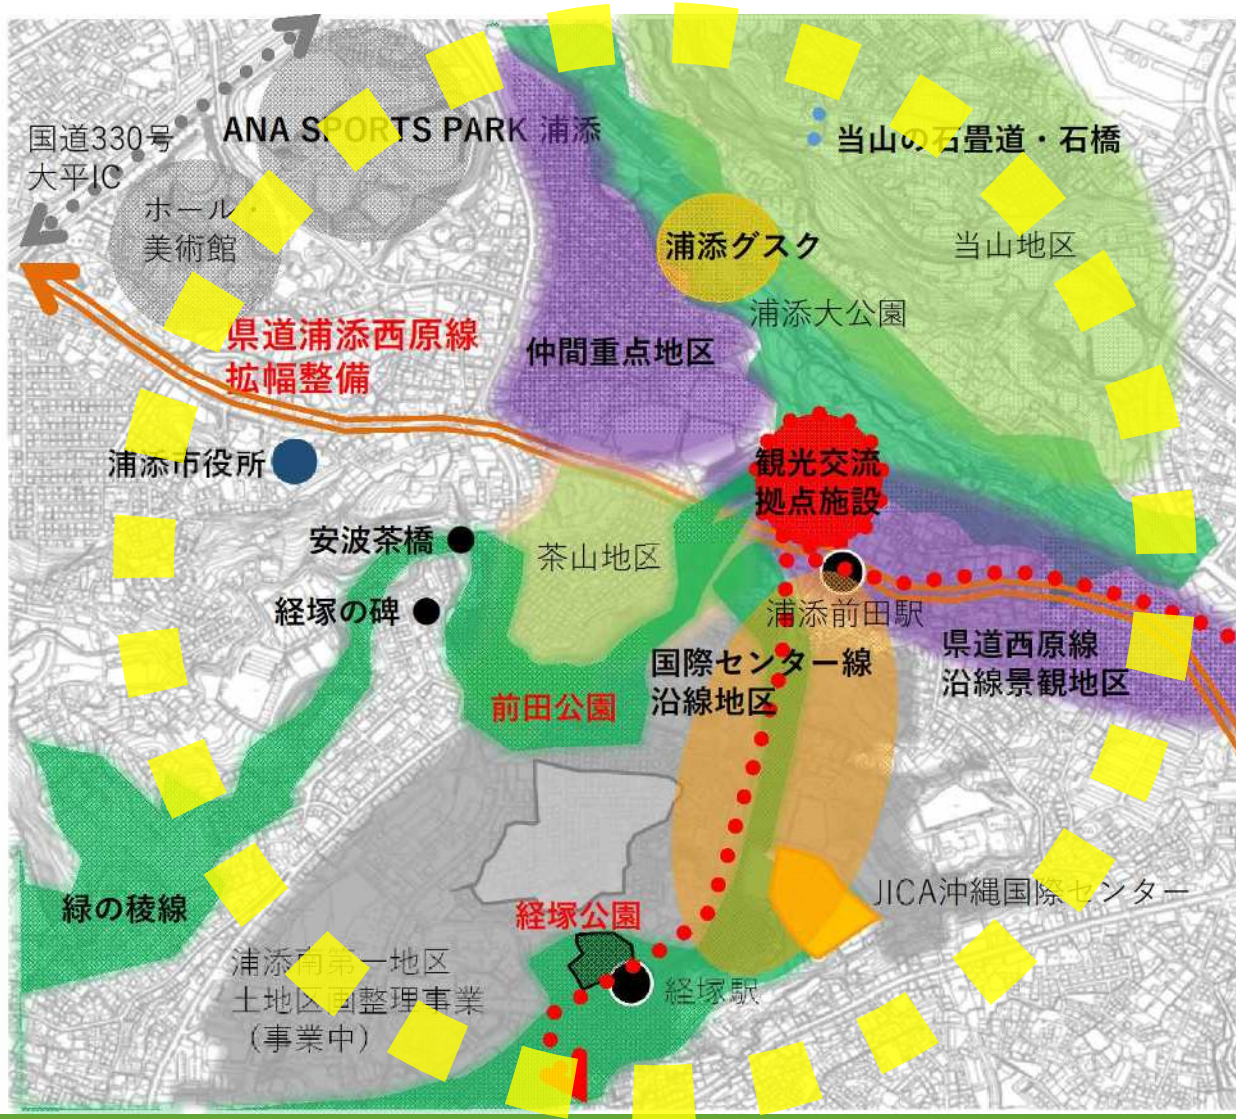 国道330号
大平IC
ANA SPORTS PARK 浦添
当山の石畳道・石橋
ホール・
美術館
浦添グスク
当山地区
浦添大公園
県道浦添西原線
拡幅整備
仲間重点地区
浦添市役所
観光交流
拠点施設
安波茶橋
茶山地区
経塚の碑
浦添前田駅
国際センター線
沿線地区
県道西原線
沿線景観地区
前田公園
緑の稜線
経塚公園
JICA沖縄国際センター
浦添南第一地区
土地区画整理事業
（事業中）
経塚駅